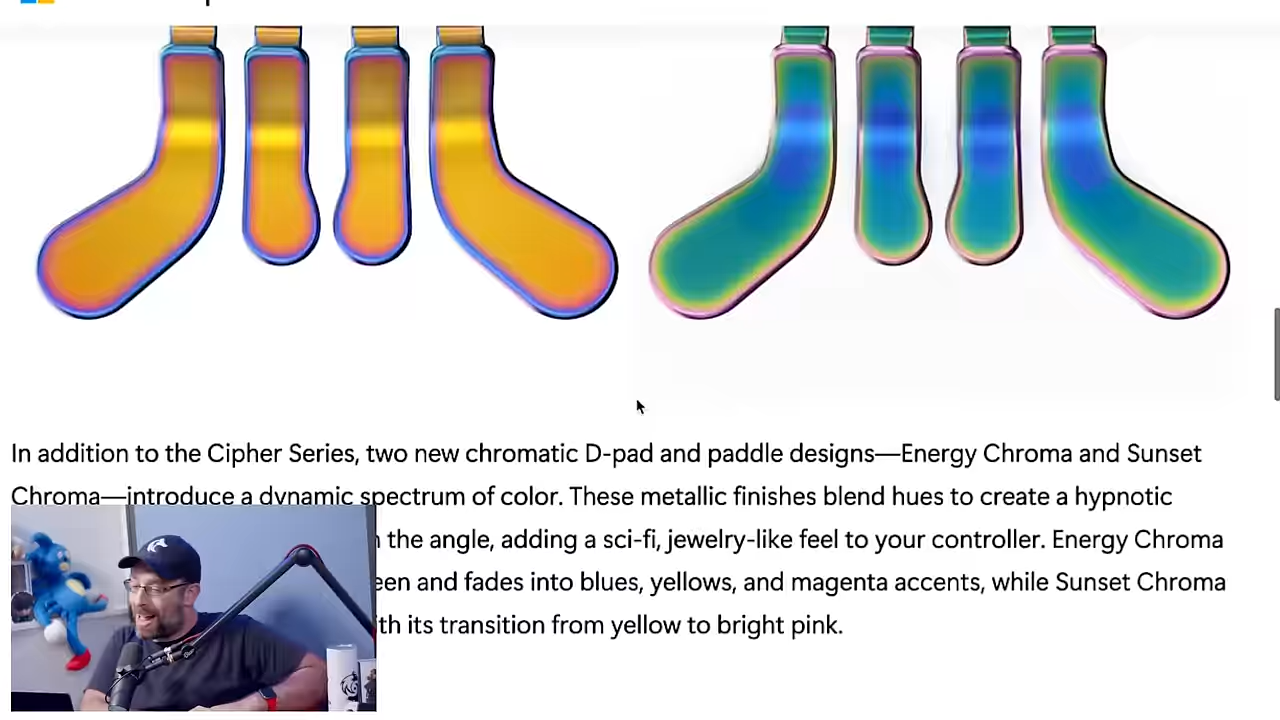 In addition to the Cipher Series, two new chromatic D-pad and paddle designs—Energy Chroma and Sunset
Chroma—introduce a dynamic spectrum of color. These metallic finishes blend hues to create a hypnotic
the angle, adding a sci-fi, jewelry-like feel to your controller. Energy Chroma
and fades into blues, yellows, and magenta accents, while Sunset Chroma
its transition from yellow to bright pink.